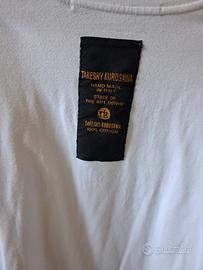 TAKESHY KUROSAWA
HAND MADE
IN ITALY
STATE OF
THE ART DENIM
TAKESHY KUROSAWA
100% COTTON